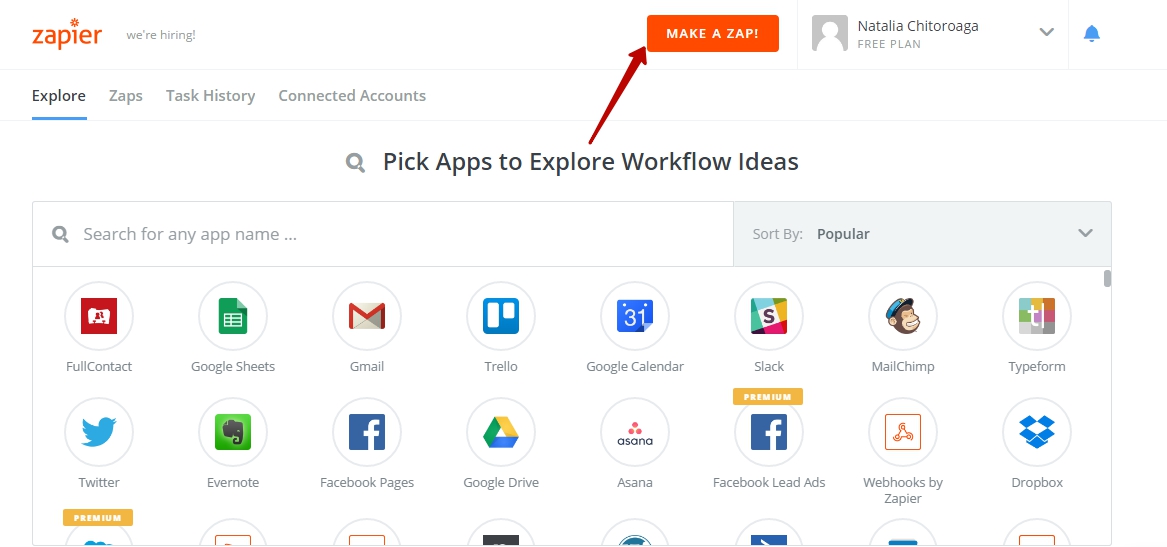 zapier
we're hiring!
MAKE A ZAP!
Natalia Chitoroaga
FREE PLAN
Explore Zaps Task History Connected Accounts
Pick Apps to Explore Workflow Ideas
Search for any app name ...
Sort By: Popular
31
S
tl
FullContact Google Sheets Gmail Trello Google Calendar Slack MailChimp Typeform
PREMIUM
asana
Twitter Evernote Facebook Pages Google Drive Asana Facebook Lead Ads Webhooks by Zapier Dropbox
PREMIUM